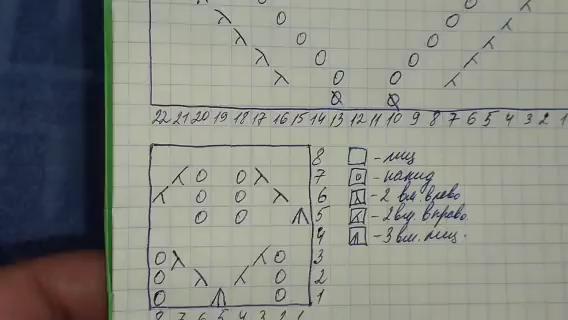 22 21 20 19 18 17 16 15 14 13 12 11 10 9 8 7 6 5 4 3 2 1
8 - лиц
7 - накид
6 - 2 вм влево
5 - 2 вм вправо
4 - 3 вм. лиц.
3
2
1
8 7 6 5 4 3 2 1